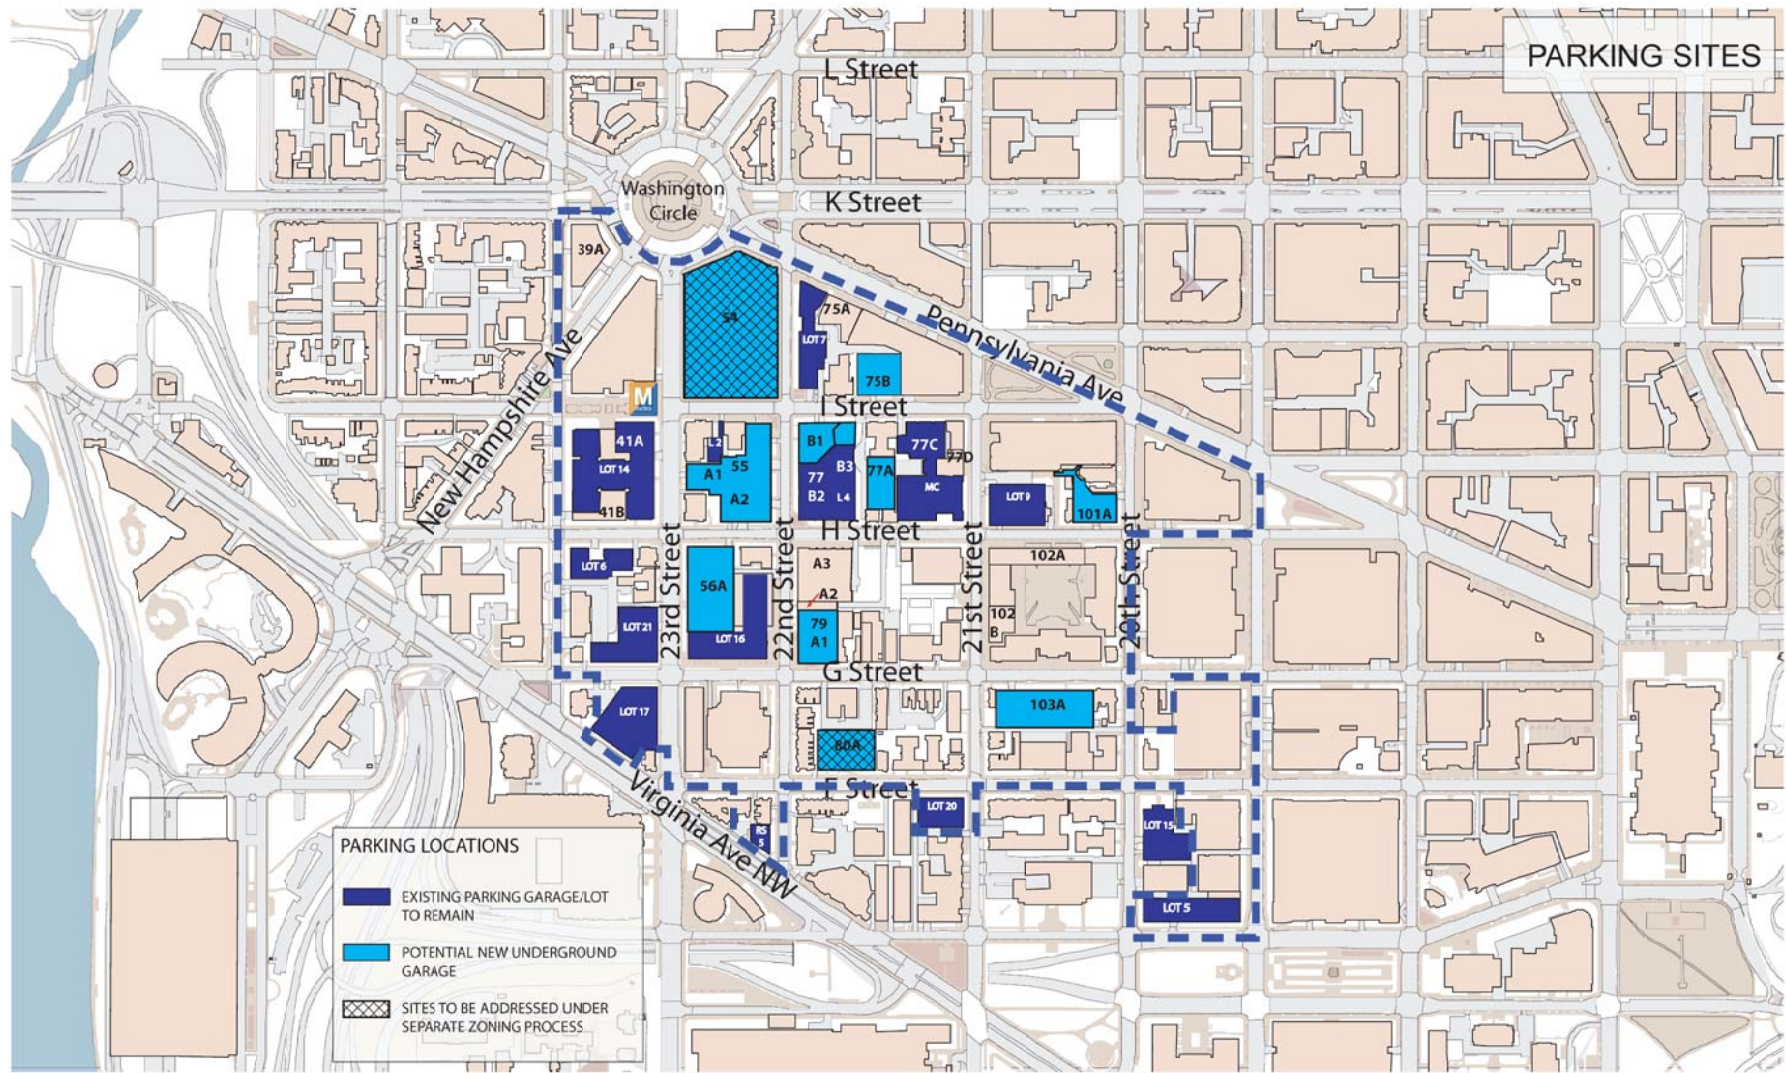 PARKING SITES
L Street
Washington
Circle
K Street
39A
54
75A
LOT 7
Pennsylvania Ave
75B
New Hampshire Ave
M
metro
I Street
41A
LOT 14
41B
L 2
55
A1
A2
B1
B3
77
B2
L 4
77A
77C
77D
MC
LOT 9
101A
H Street
23rd Street
22nd Street
21st Street
20th Street
LOT 6
56A
A3
A2
102A
LOT 21
LOT 16
79
A1
102
B
G Street
LOT 17
103A
80A
F Street
Virginia Ave NW
RS
5
LOT 20
LOT 15
LOT 5
PARKING LOCATIONS
EXISTING PARKING GARAGE/LOT
TO REMAIN
POTENTIAL NEW UNDERGROUND
GARAGE
SITES TO BE ADDRESSED UNDER
SEPARATE ZONING PROCESS